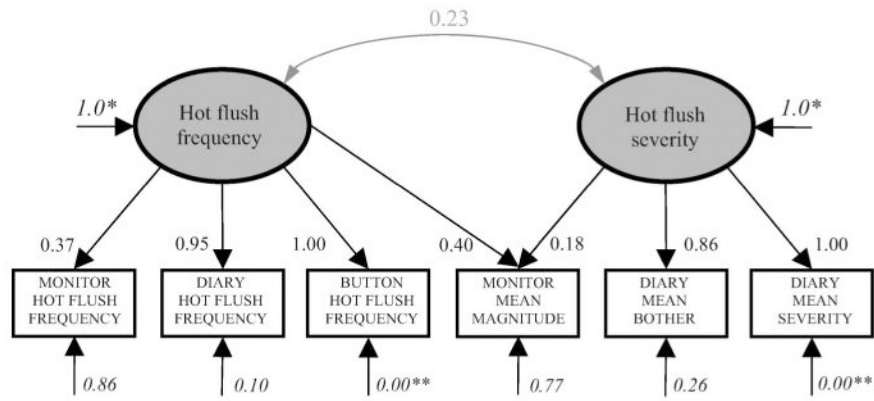 0.23
1.0*
Hot flush
frequency
Hot flush
severity
1.0*
0.37
0.95
1.00
0.40
0.18
0.86
1.00
MONITOR
HOT FLUSH
FREQUENCY
DIARY
HOT FLUSH
FREQUENCY
BUTTON
HOT FLUSH
FREQUENCY
MONITOR
MEAN
MAGNITUDE
DIARY
MEAN
BOTHER
DIARY
MEAN
SEVERITY
0.86
0.10
0.00**
0.77
0.26
0.00**